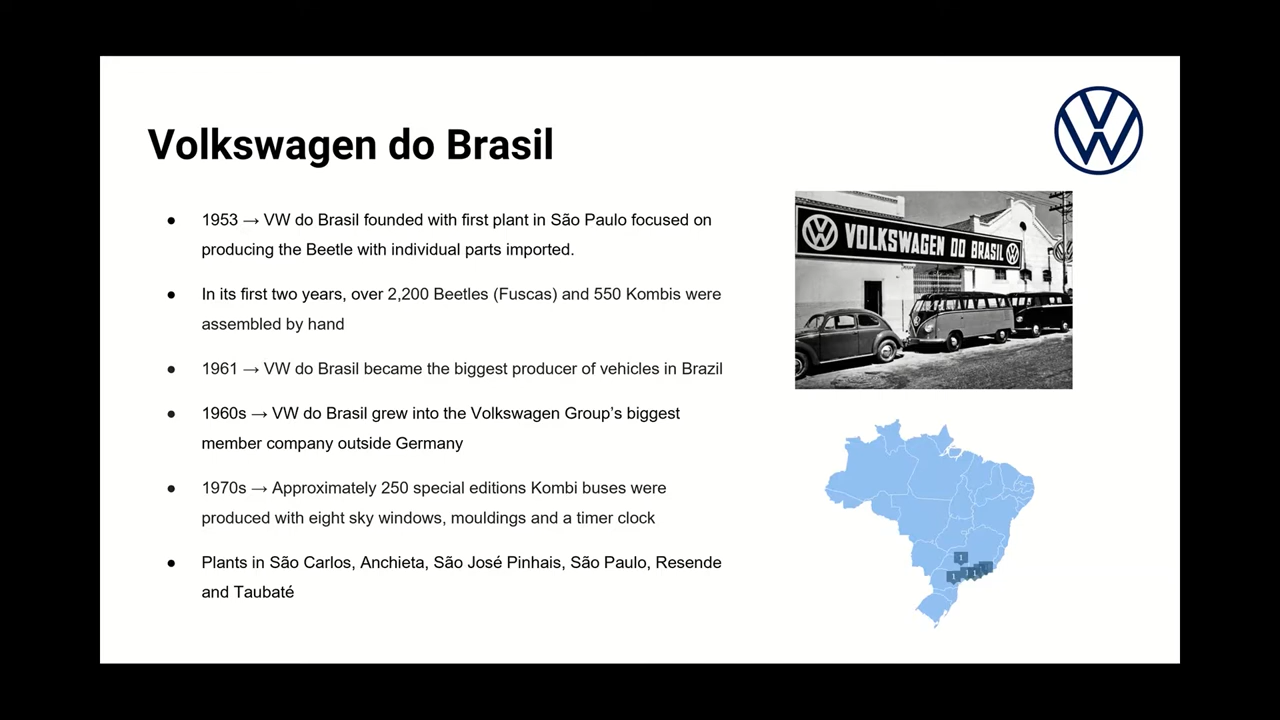 Volkswagen do Brasil
● 1953 → VW do Brasil founded with first plant in São Paulo focused on
producing the Beetle with individual parts imported.
● In its first two years, over 2,200 Beetles (Fuscas) and 550 Kombis were
assembled by hand
● 1961 → VW do Brasil became the biggest producer of vehicles in Brazil
● 1960s → VW do Brasil grew into the Volkswagen Group’s biggest
member company outside Germany
● 1970s → Approximately 250 special editions Kombi buses were
produced with eight sky windows, mouldings and a timer clock
● Plants in São Carlos, Anchieta, São José Pinhais, São Paulo, Resende
and Taubaté
VOLKSWAGEN DO BRASIL